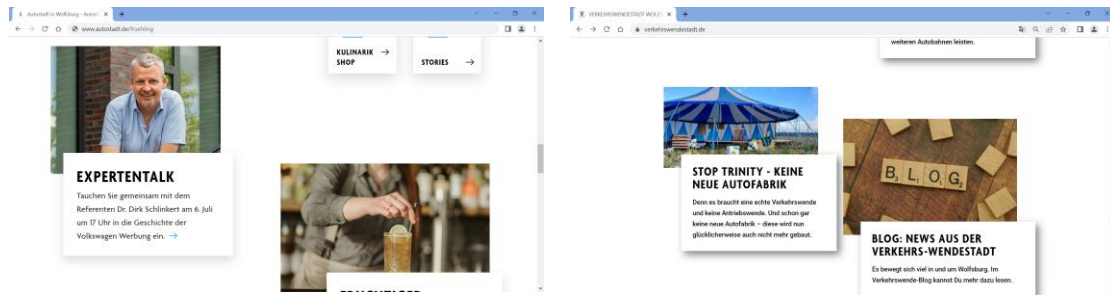 Autostadt in Wolfsburg - Autost
www.autostadt.de/fruehling
KULINARIK
SHOP
STORIES
EXPERTENTALK
Tauchen Sie gemeinsam mit dem
Referenten Dr. Dirk Schlinkert am 6. Juli
um 17 Uhr in die Geschichte der
Volkswagen Werbung ein.
VERKEHRSWENDESTADT WOLFS
verkehrswendestadt.de
weiteren Autobahnen leisten.
STOP TRINITY - KEINE
NEUE AUTOFABRIK
Denn es braucht eine echte Verkehrswende
und keine Antriebswende. Und schon gar
keine neue Autofabrik – diese wird nun
glücklicherweise auch nicht mehr gebaut.
BLOG
BLOG: NEWS AUS DER
VERKEHRS-WENDESTADT
Es bewegt sich viel in und um Wolfsburg. Im
Verkehrswende-Blog kannst Du mehr dazu lesen.